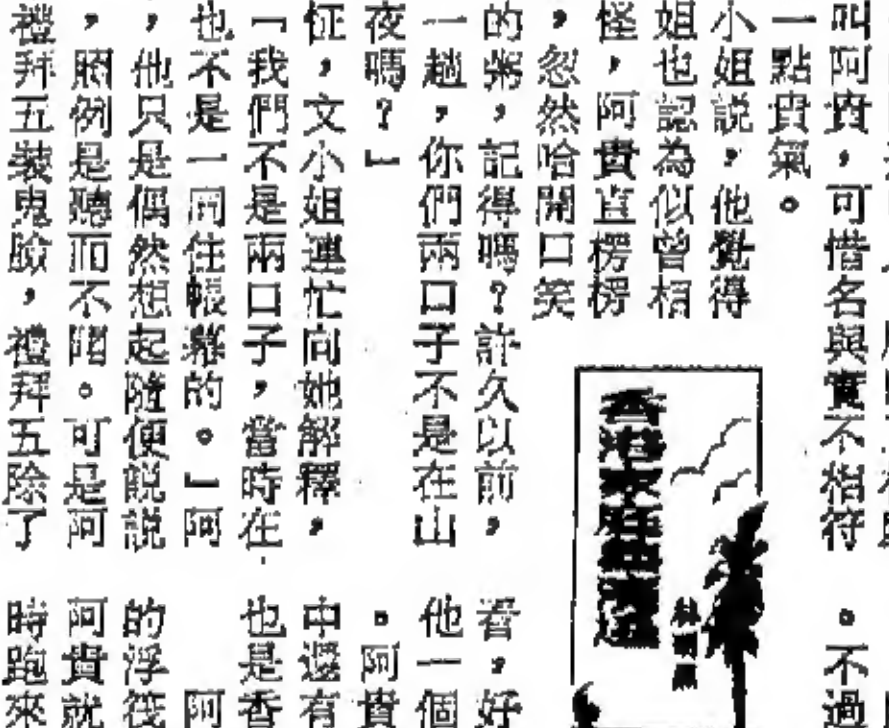 叫阿貴,可惜名與實不相符
一點貴氣。
小姐說,他覺得
姐也認為似曾相
怪,阿貴直楞楞
,忽然哈開口笑
的粥,記得嗎?許久以前,
一趟,你們兩口子不是在山
夜嗎?」
怔,文小姐連忙向她解釋,
「我們不是兩口子,當時在
也不是一同住帳幕的。」阿
,他只是偶然想起隨便說說
,照例是聽而不聞。可是阿
禮拜五裝鬼臉,禮拜五除了
香港家庭
。不過
看,好
他一個
。阿貴
中還有
也是香
阿
的浮筏
阿貴就
時跑來